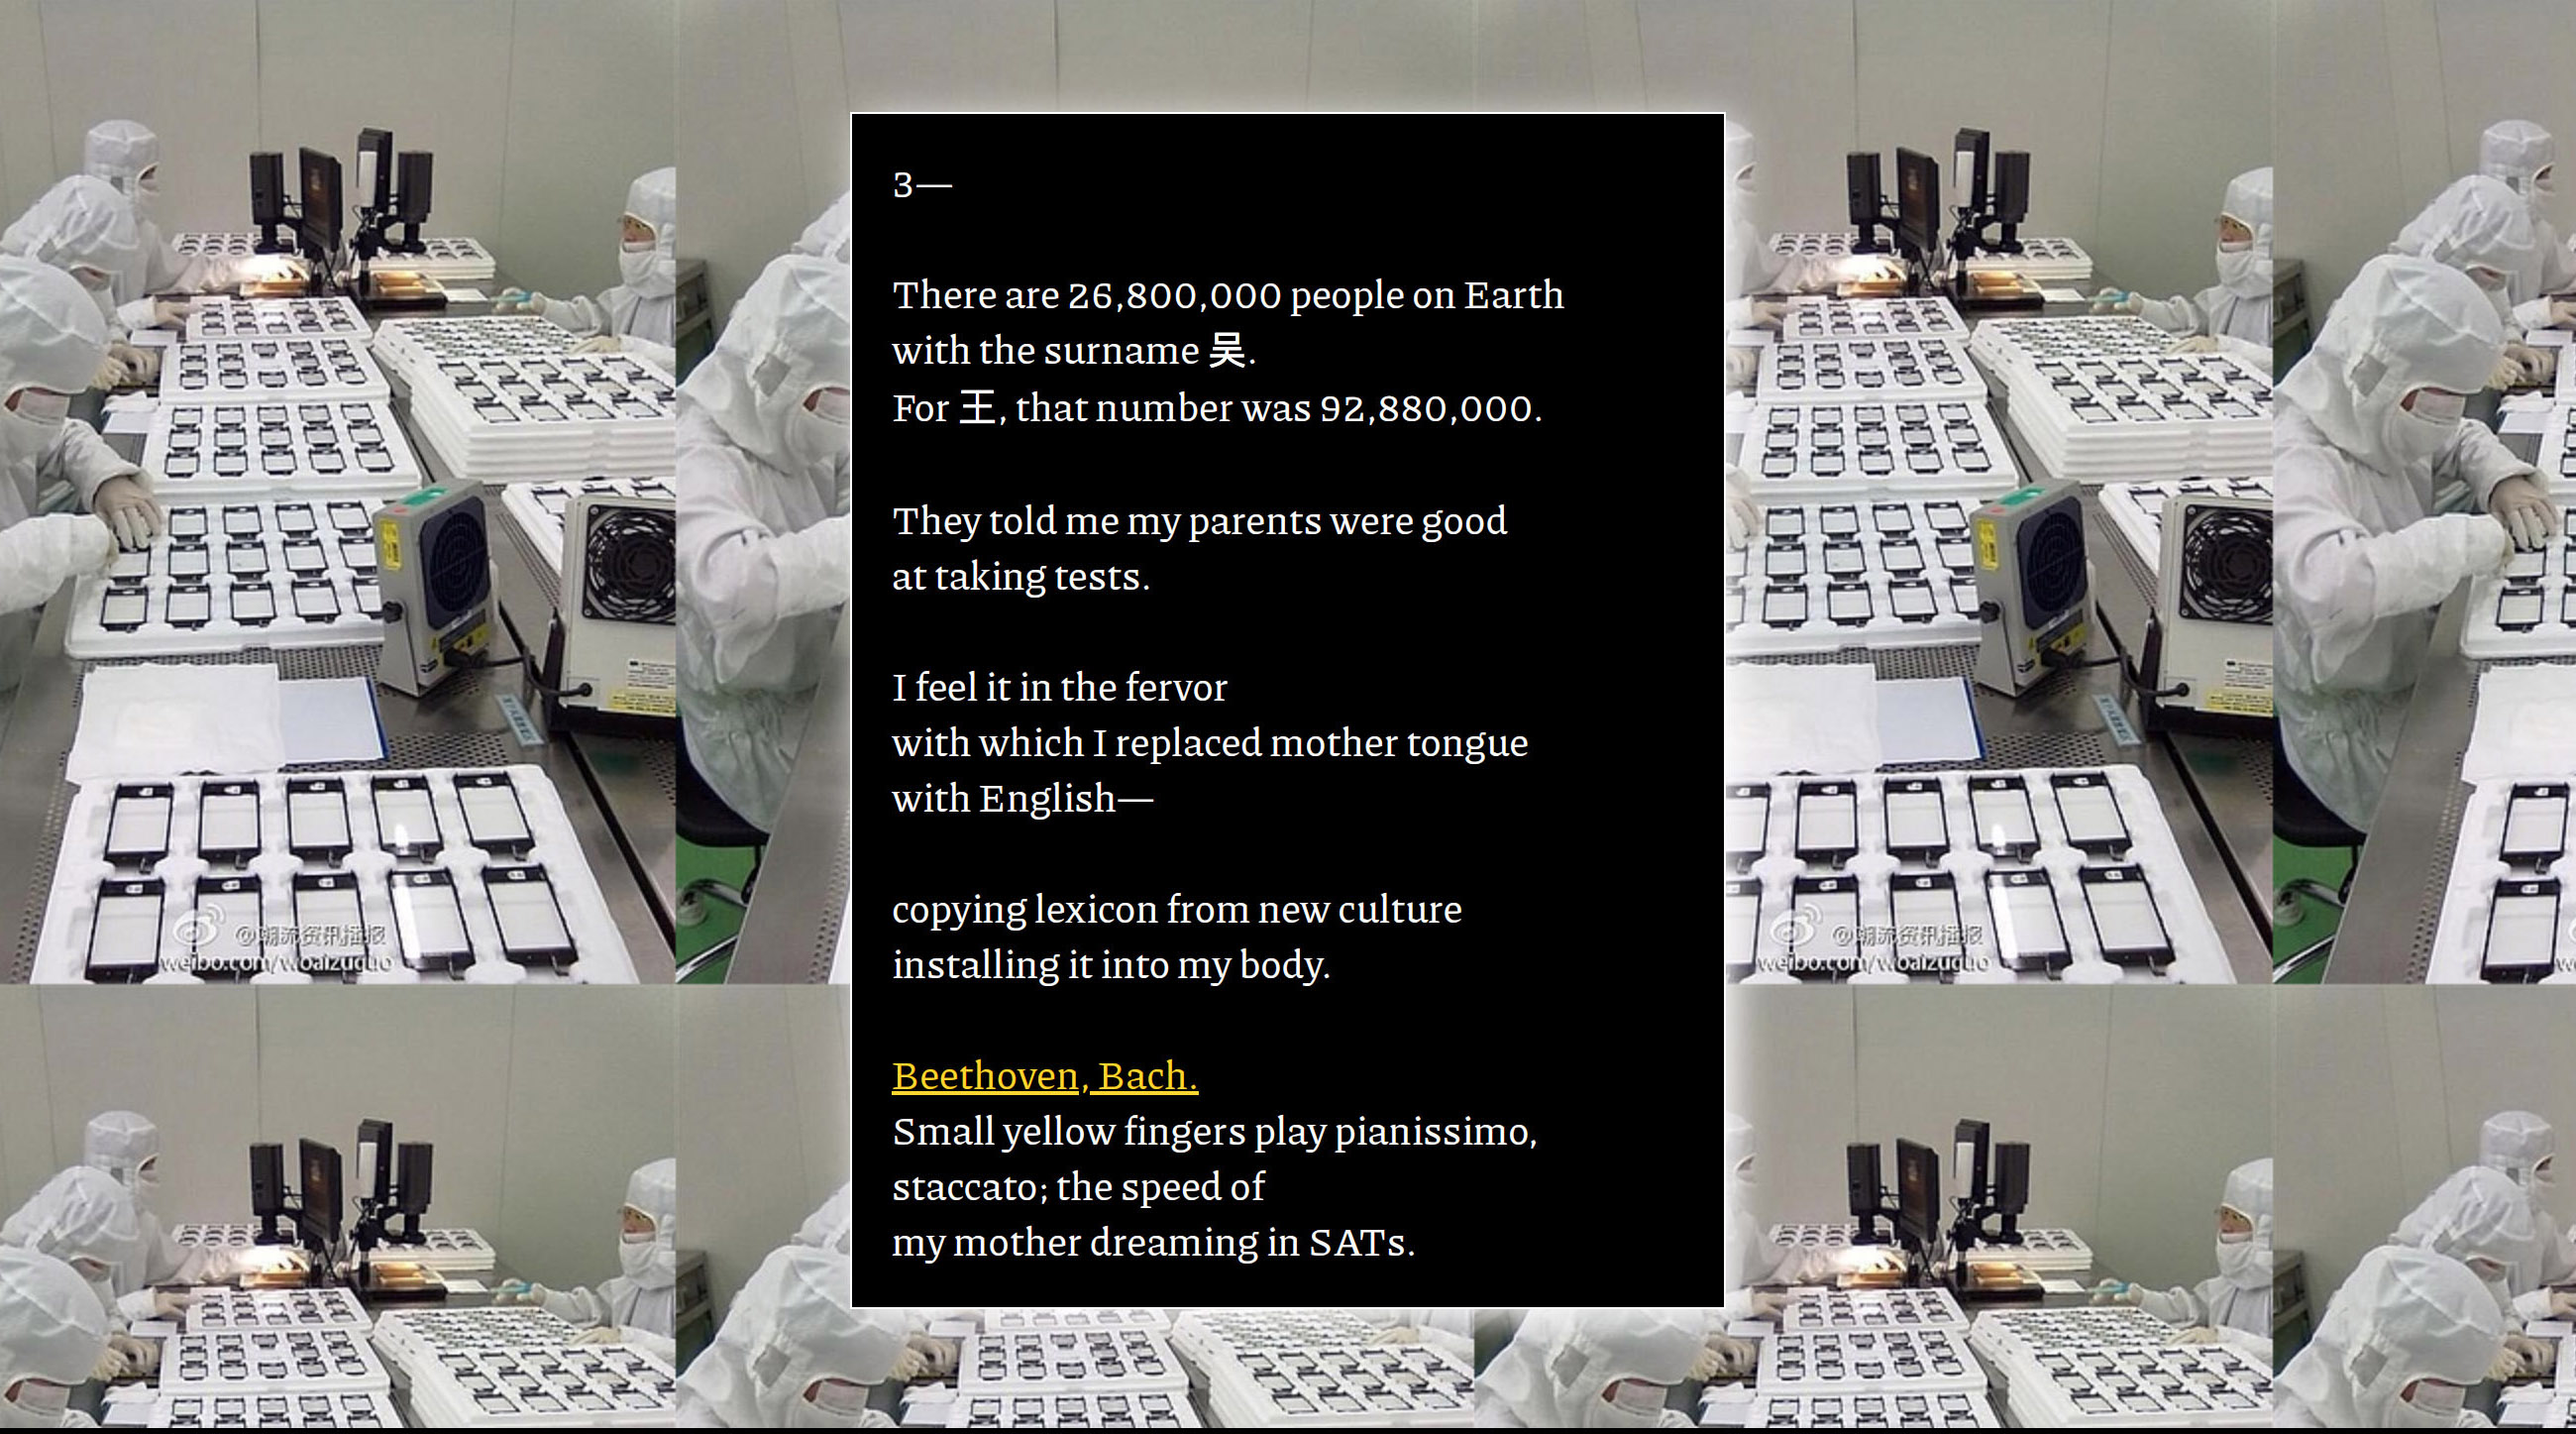 3—
There are 26,800,000 people on Earth
with the surname 吴.
For 王, that number was 92,880,000.
They told me my parents were good
at taking tests.
I feel it in the fervor
with which I replaced mother tongue
with English—
copying lexicon from new culture
installing it into my body.
Beethoven, Bach.
Small yellow fingers play pianissimo,
staccato; the speed of
my mother dreaming in SATs.
@潮流资讯播报
weibo.com/woaizuguo
@潮流资讯播报
weibo.com/woaizuguo